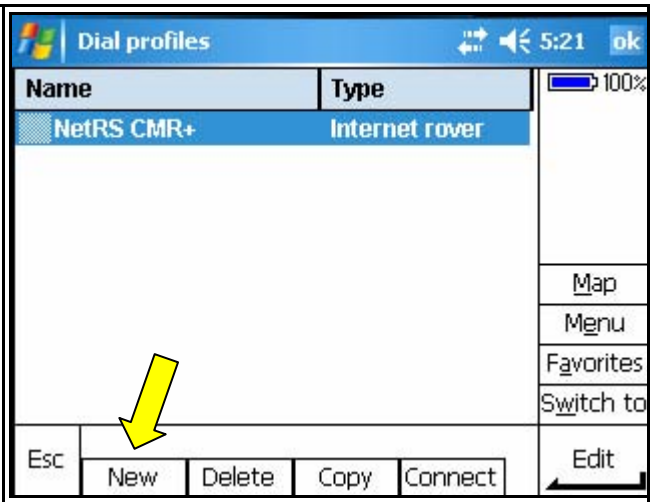 Dial profiles 5:21 ok
Name Type 100%
NetRS CMR+ Internet rover
Map
Menu
Favorites
Switch to
Esc New Delete Copy Connect Edit